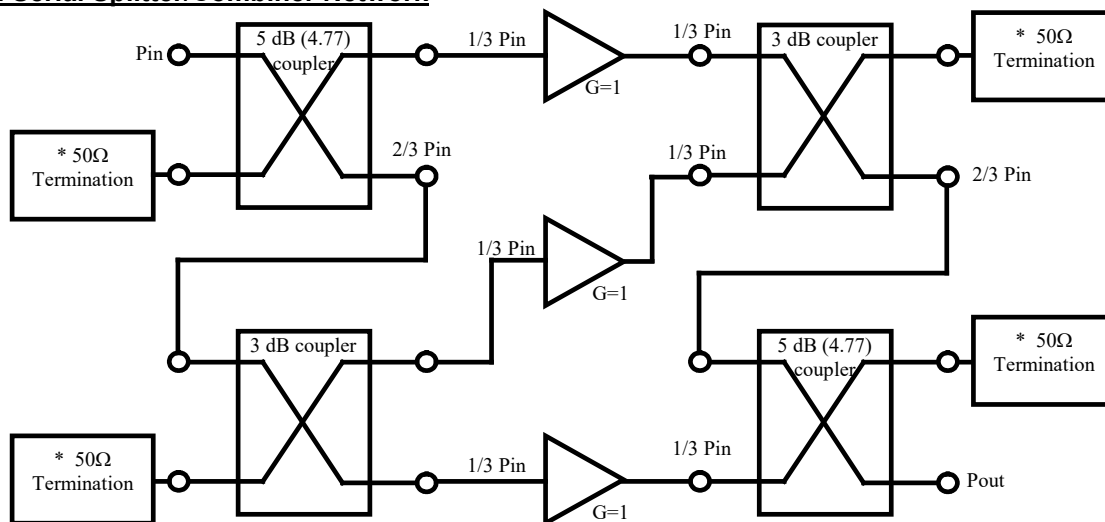 Serial Splitter/Combiner Network
Pin
5 dB (4.77)
coupler
1/3 Pin
G=1
1/3 Pin
3 dB coupler
* 50Ω
Termination
* 50Ω
Termination
2/3 Pin
1/3 Pin
2/3 Pin
1/3 Pin
G=1
3 dB coupler
5 dB (4.77)
coupler
* 50Ω
Termination
* 50Ω
Termination
1/3 Pin
G=1
1/3 Pin
Pout